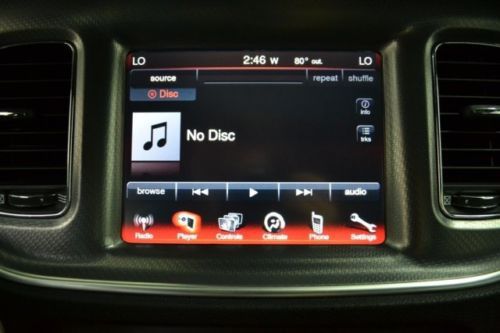 LO 2:46 W 80° out. LO
source repeat shuffle
Disc
info
No Disc
trks
browse audio
Radio Player Controls Climate Phone Settings